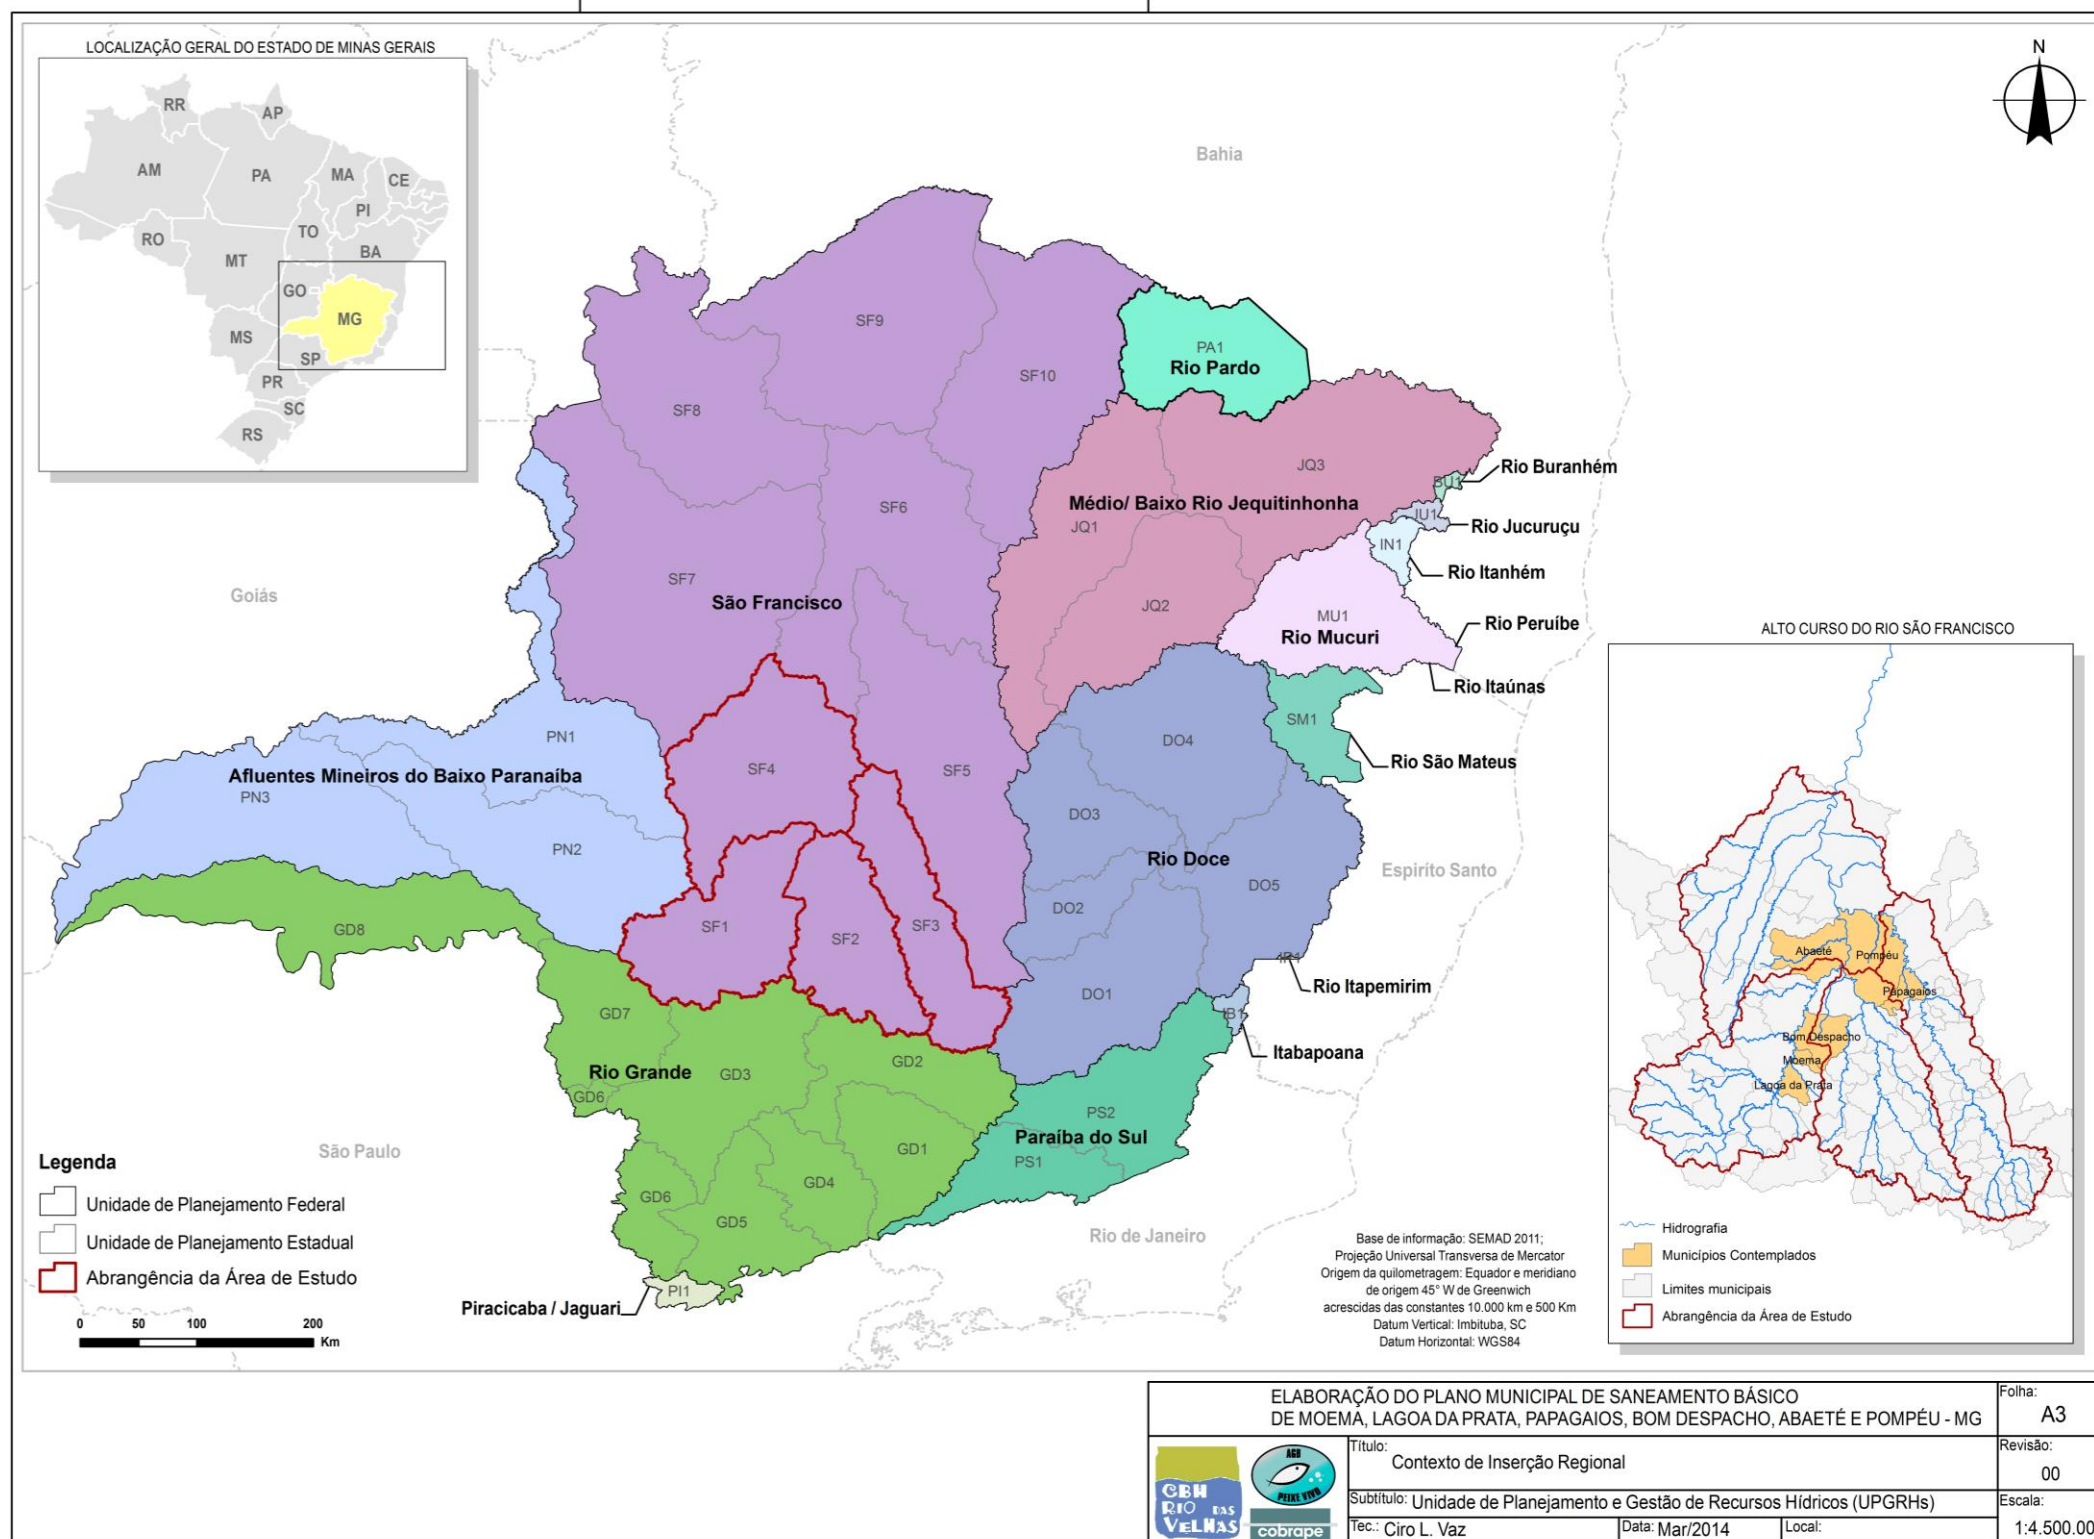 LOCALIZAÇÃO GERAL DO ESTADO DE MINAS GERAIS
RR
AP
AM
PA
MA
CE
PI
TO
RO
BA
MT
GO
MG
MS
SP
PR
SC
RS
N
Bahia
Goiás
São Paulo
Rio de Janeiro
Espiríto Santo
SF9
SF10
SF8
SF6
SF7
São Francisco
SF4
SF5
SF1
SF2
SF3
PA1
Rio Pardo
JQ3
Médio/ Baixo Rio Jequitinhonha
JQ1
JQ2
BU1
Rio Buranhém
JU1
Rio Jucuruçu
IN1
Rio Itanhém
MU1
Rio Mucuri
Rio Peruíbe
Rio Itaúnas
SM1
Rio São Mateus
PN1
Afluentes Mineiros do Baixo Paranaíba
PN3
PN2
DO4
DO3
Rio Doce
DO5
DO2
DO1
IP1
Rio Itapemirim
IB1
Itabapoana
GD8
GD7
Rio Grande
GD3
GD2
GD6
GD1
GD4
GD6
GD5
PS2
Paraíba do Sul
PS1
PI1
Piracicaba / Jaguari
Legenda
Unidade de Planejamento Federal
Unidade de Planejamento Estadual
Abrangência da Área de Estudo
0 50 100 200
Km
Base de informação: SEMAD 2011;
Projeção Universal Transversa de Mercator
Origem da quilometragem: Equador e meridiano
de origem 45° W de Greenwich
acrescidas das constantes 10.000 km e 500 Km
Datum Vertical: Imbituba, SC
Datum Horizontal: WGS84
ALTO CURSO DO RIO SÃO FRANCISCO
Abaeté
Pompéu
Papagaios
Bom Despacho
Moema
Lagoa da Prata
Hidrografia
Municípios Contemplados
Limites municipais
Abrangência da Área de Estudo
ELABORAÇÃO DO PLANO MUNICIPAL DE SANEAMENTO BÁSICO
DE MOEMA, LAGOA DA PRATA, PAPAGAIOS, BOM DESPACHO, ABAETÉ E POMPÉU - MG
Folha:
A3
CBH
RIO DAS
VELHAS
AGB
PEIXE VIVO
cobrape
Título:
Contexto de Inserção Regional
Revisão:
00
Subtítulo: Unidade de Planejamento e Gestão de Recursos Hídricos (UPGRHs)
Escala:
1:4.500.00
Tec.: Ciro L. Vaz
Data: Mar/2014
Local: